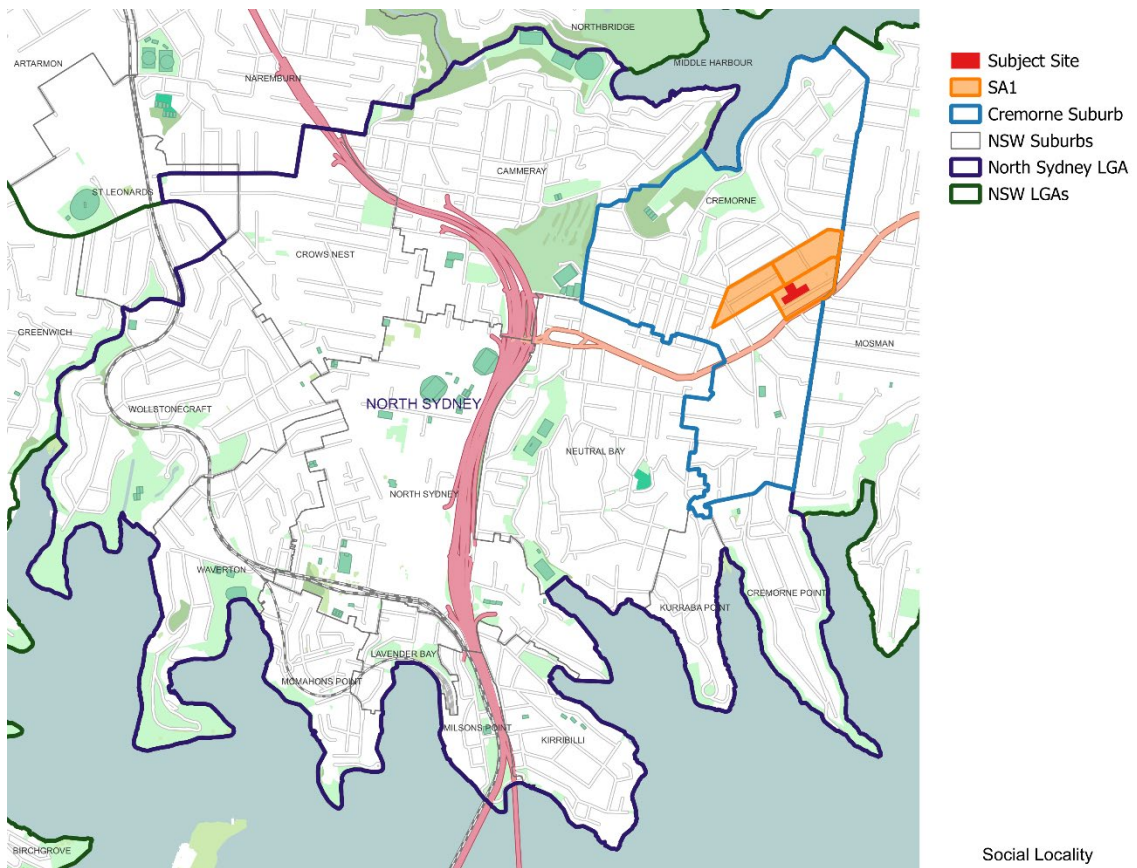 NORTHBRIDGE
ARTARMON
MIDDLE HARBOUR
NAREMBURN
CAMMERAY
ST LEONARDS
CREMORNE
CROWS NEST
GREENWICH
MOSMAN
WOLLSTONECRAFT
NORTH SYDNEY
NEUTRAL BAY
NORTH SYDNEY
WAVERTON
CREMORNE POINT
KURRABA POINT
LAVENDER BAY
MCMAHONS POINT
MILSONS POINT
KIRRIBILLI
BIRCHGROVE
Subject Site
SA1
Cremorne Suburb
NSW Suburbs
North Sydney LGA
NSW LGAs
Social Locality